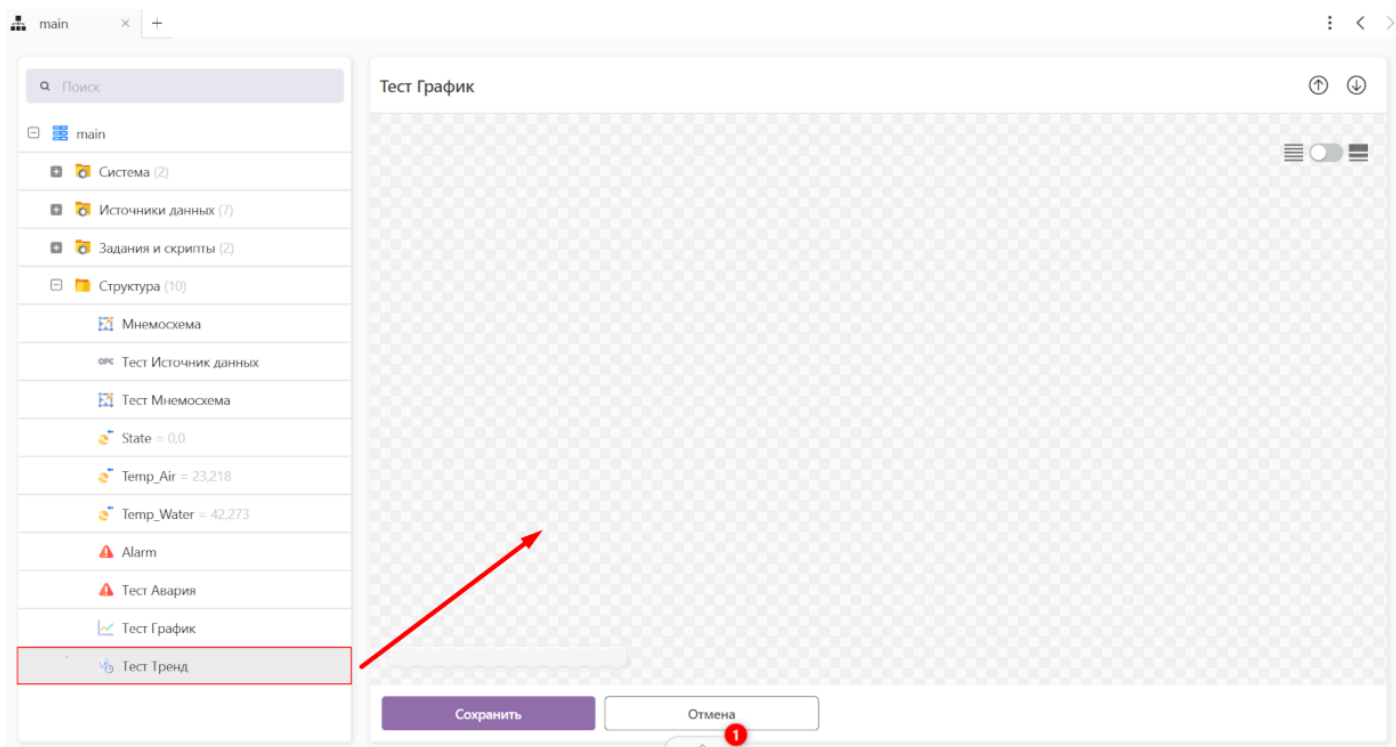 main
Поиск
Тест График
main
Система (2)
Источники данных (7)
Задания и скрипты (2)
Структура (10)
Мнемосхема
OPC Тест Источник данных
Тест Мнемосхема
State = 0,0
Temp_Air = 23,218
Temp_Water = 42,273
Alarm
Тест Авария
Тест График
Тест Тренд
Сохранить
Отмена
1